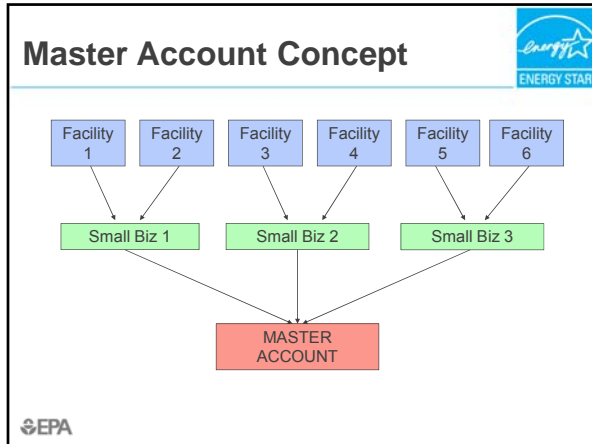 Master Account Concept
energy
ENERGY STAR
Facility
1
Facility
2
Facility
3
Facility
4
Facility
5
Facility
6
Small Biz 1
Small Biz 2
Small Biz 3
MASTER
ACCOUNT
EPA